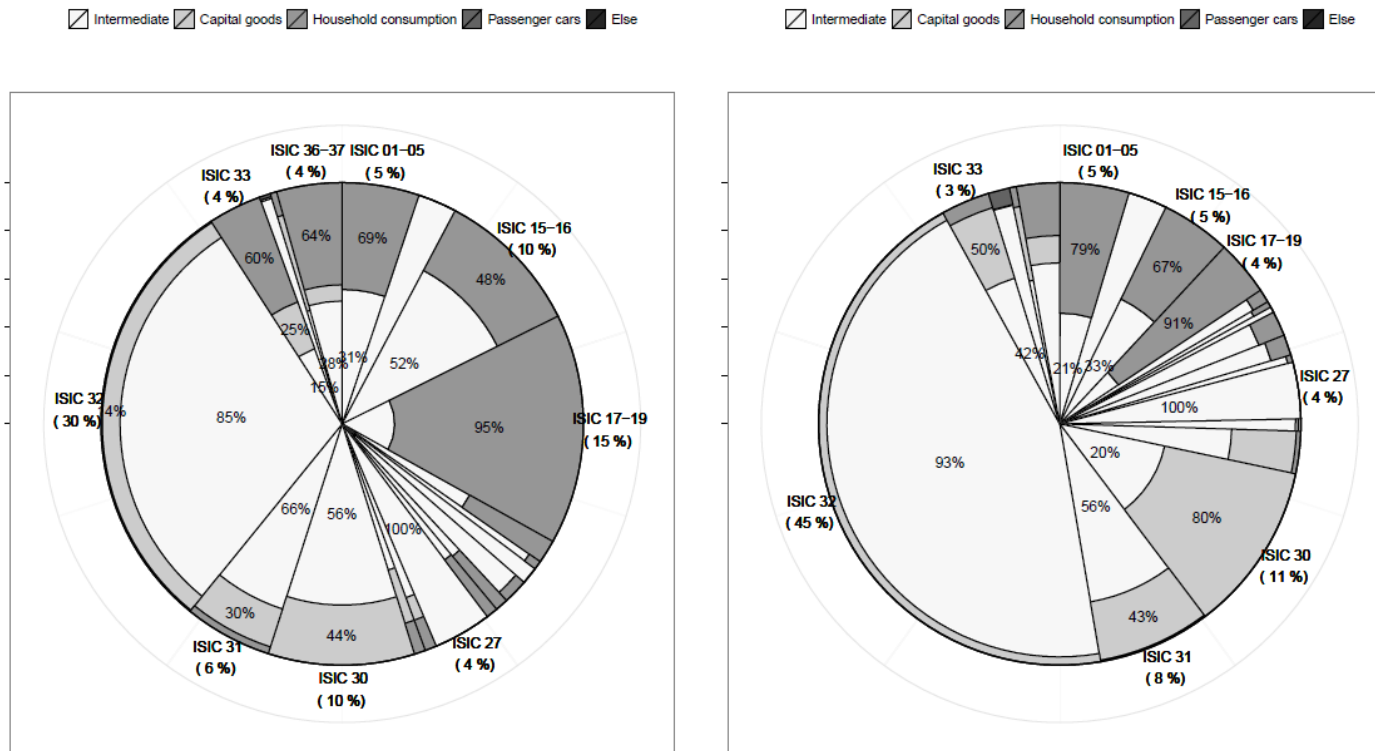 Intermediate Capital goods Household consumption Passenger cars Else
ISIC 36–37
( 4 %)
ISIC 01–05
( 5 %)
ISIC 33
( 4 %)
ISIC 15–16
( 10 %)
64%
69%
60%
48%
25%
28%
31%
52%
15%
ISIC 32
( 30 %)
14%
85%
95%
ISIC 17–19
( 15 %)
66%
56%
100%
30%
44%
ISIC 31
( 6 %)
ISIC 27
( 4 %)
ISIC 30
( 10 %)
Intermediate Capital goods Household consumption Passenger cars Else
ISIC 01–05
( 5 %)
ISIC 33
( 3 %)
ISIC 15–16
( 5 %)
ISIC 17–19
( 4 %)
50%
79%
67%
91%
42%
21%
33%
ISIC 27
( 4 %)
100%
20%
93%
ISIC 32
( 45 %)
56%
80%
ISIC 30
( 11 %)
43%
ISIC 31
( 8 %)